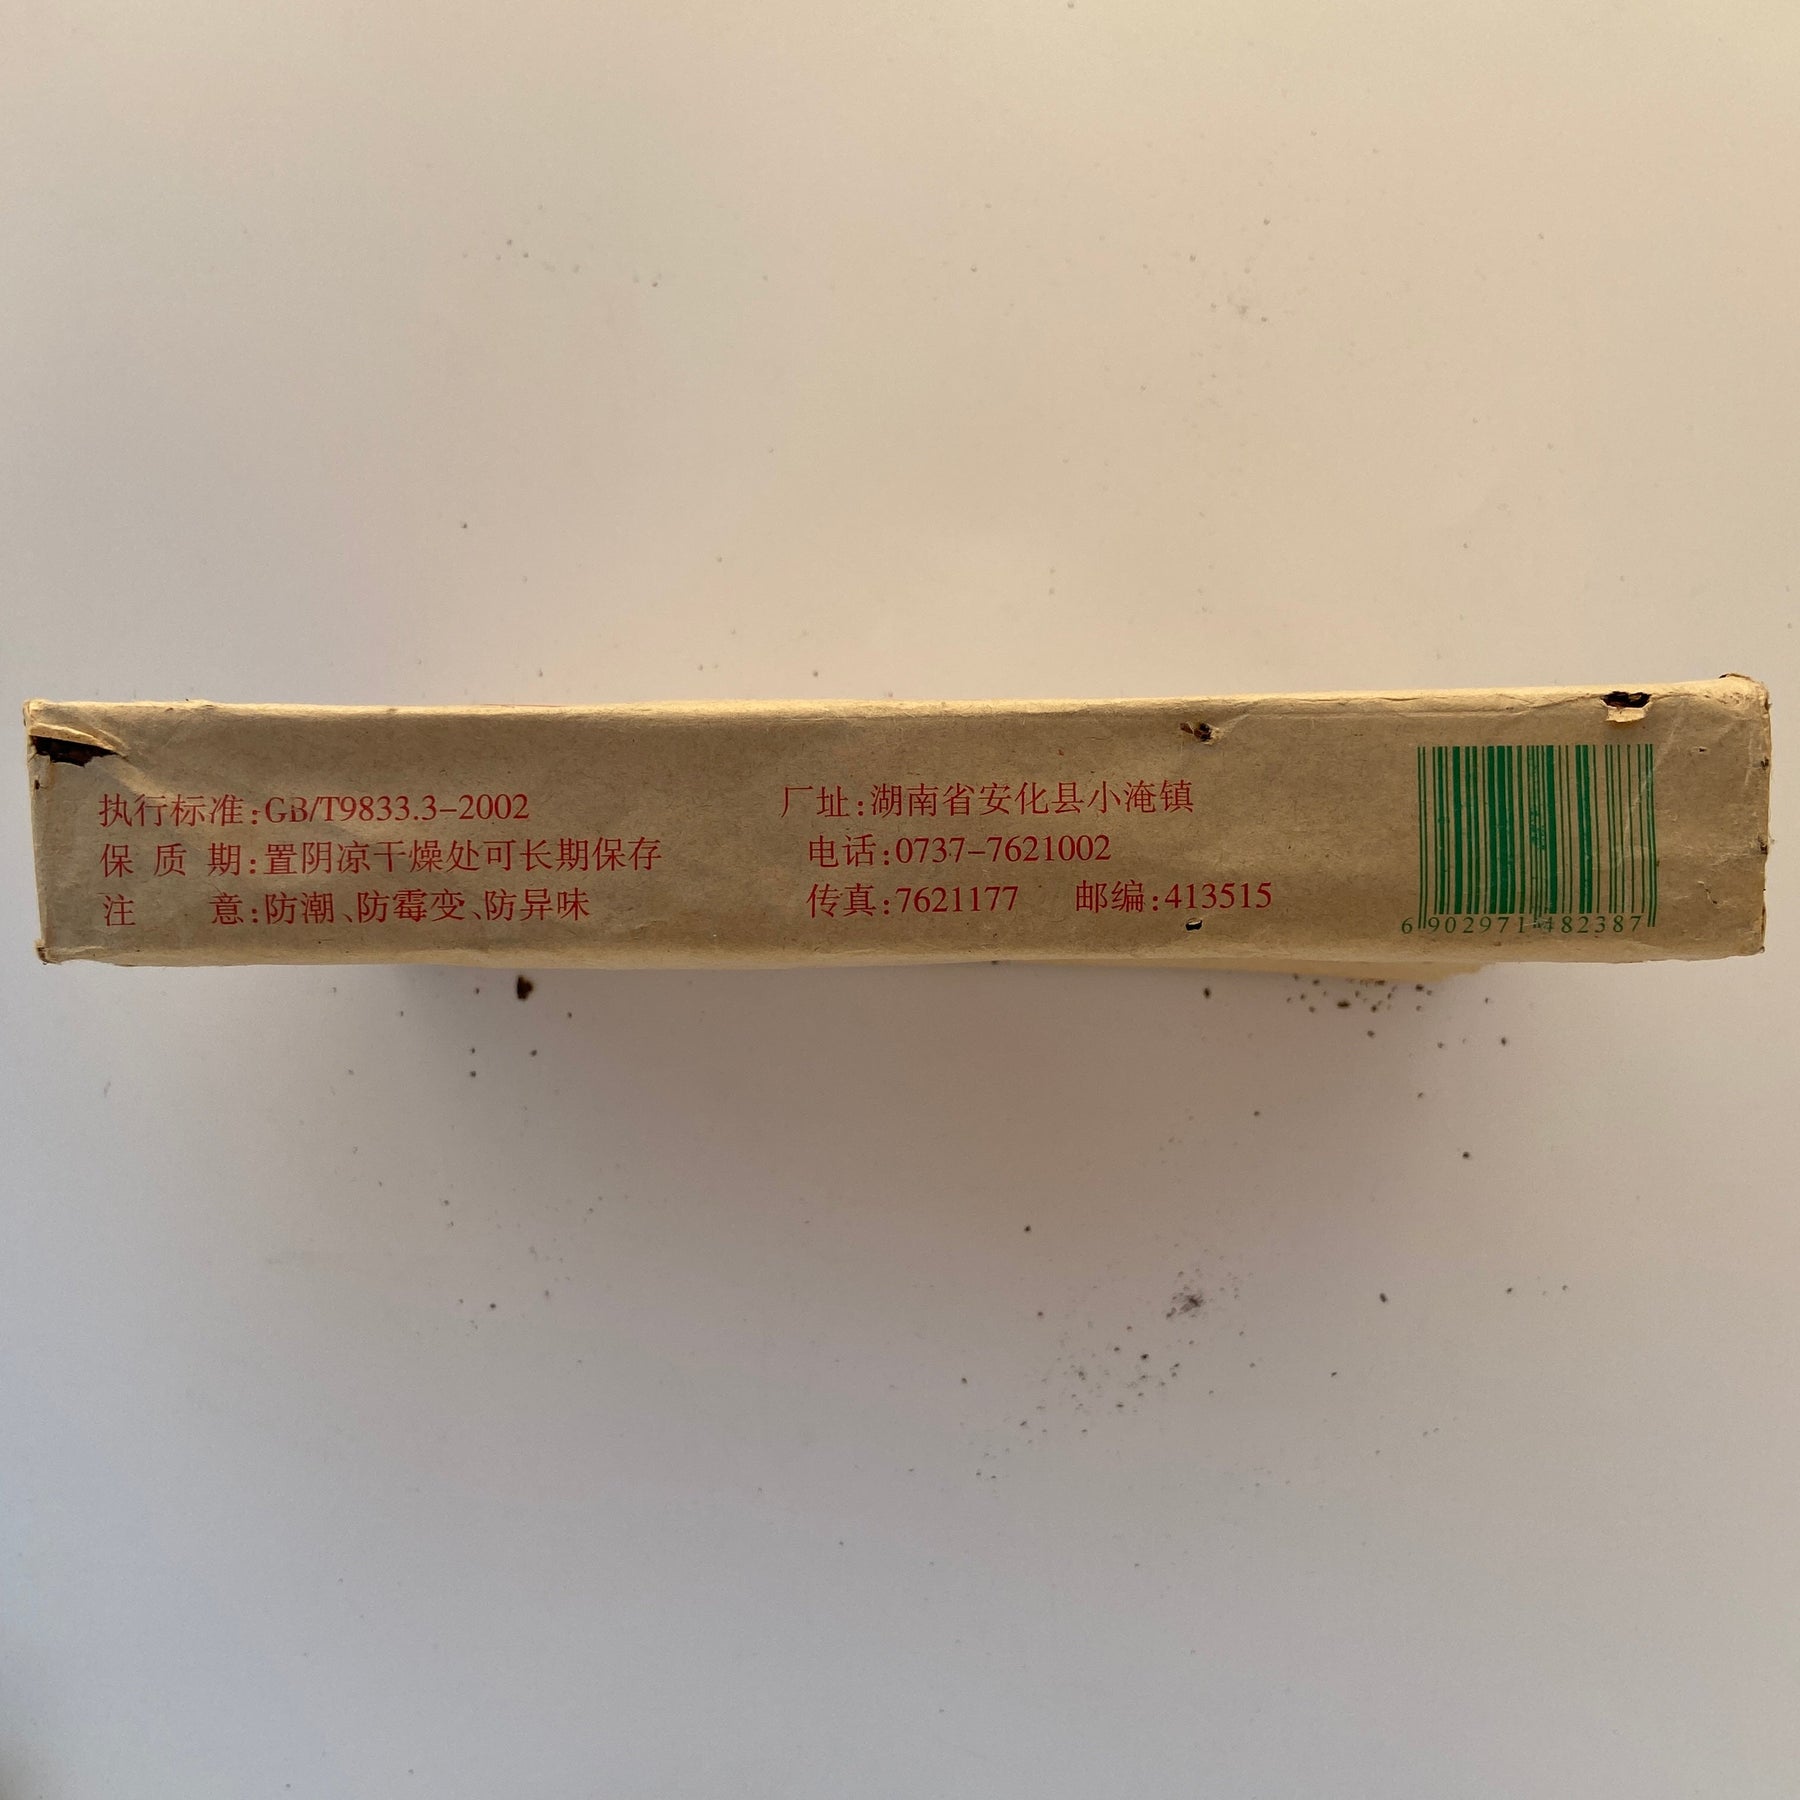 执行标准:GB/T9833.3-2002
保 质 期:置阴凉干燥处可长期保存
注 意:防潮、防霉变、防异味
厂址:湖南省安化县小淹镇
电话:0737-7621002
传真:7621177 邮编:413515
6 902971 482387